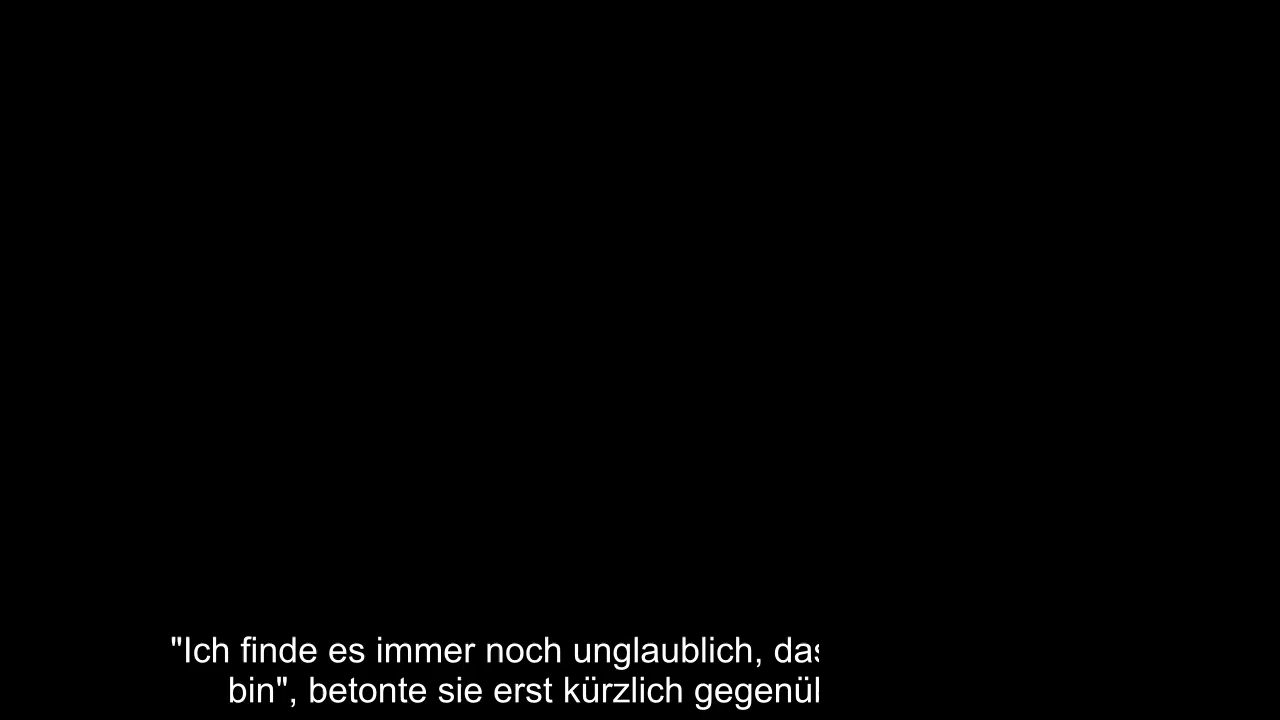 "Ich finde es immer noch unglaublich,
bin", betonte sie erst kürzlich